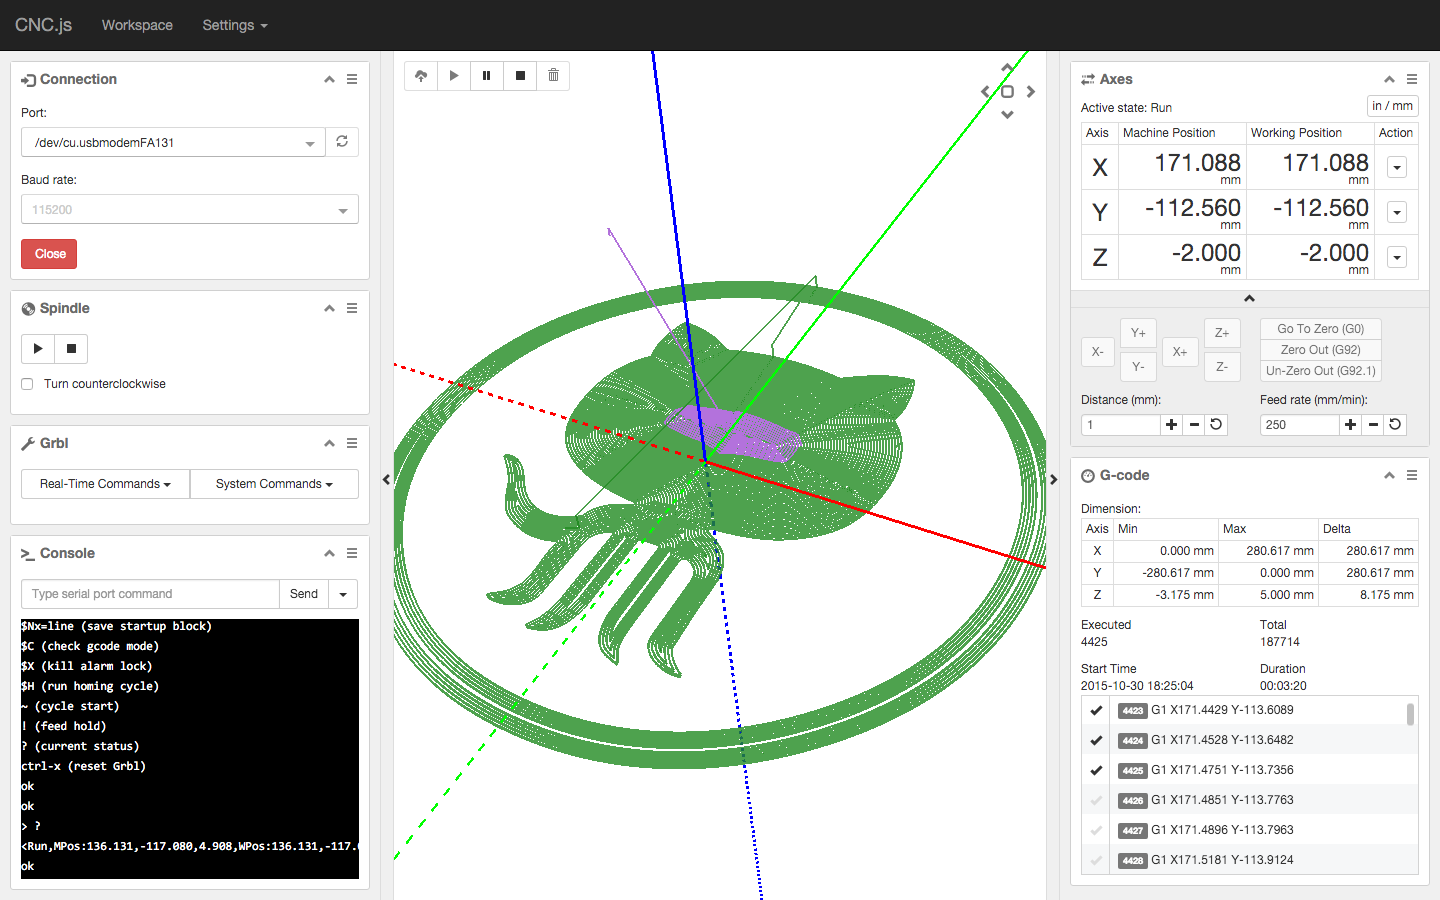 CNC.js Workspace Settings
Connection
Port:
/dev/cu.usbmodemFA131
Baud rate:
115200
Close
Spindle
Turn counterclockwise
Grbl
Real-Time Commands System Commands
Console
Type serial port command Send
$Nx=line (save startup block)
$C (check gcode mode)
$X (kill alarm lock)
$H (run homing cycle)
~ (cycle start)
! (feed hold)
? (current status)
ctrl-x (reset Grbl)
ok
ok
> ?
<Run,MPos:136.131,-117.080,4.908,WPos:136.131,-117.0
ok
Axes
Active state: Run in / mm
Axis Machine Position Working Position Action
X 171.088 mm 171.088 mm
Y -112.560 mm -112.560 mm
Z -2.000 mm -2.000 mm
Y+ Z+ Go To Zero (G0)
X- X+ Zero Out (G92)
Y- Z- Un-Zero Out (G92.1)
Distance (mm): Feed rate (mm/min):
1 250
G-code
Dimension:
Axis Min Max Delta
X 0.000 mm 280.617 mm 280.617 mm
Y -280.617 mm 0.000 mm 280.617 mm
Z -3.175 mm 5.000 mm 8.175 mm
Executed Total
4425 187714
Start Time Duration
2015-10-30 18:25:04 00:03:20
4423 G1 X171.4429 Y-113.6089
4424 G1 X171.4528 Y-113.6482
4425 G1 X171.4751 Y-113.7356
4426 G1 X171.4851 Y-113.7763
4427 G1 X171.4896 Y-113.7963
4428 G1 X171.5181 Y-113.9124